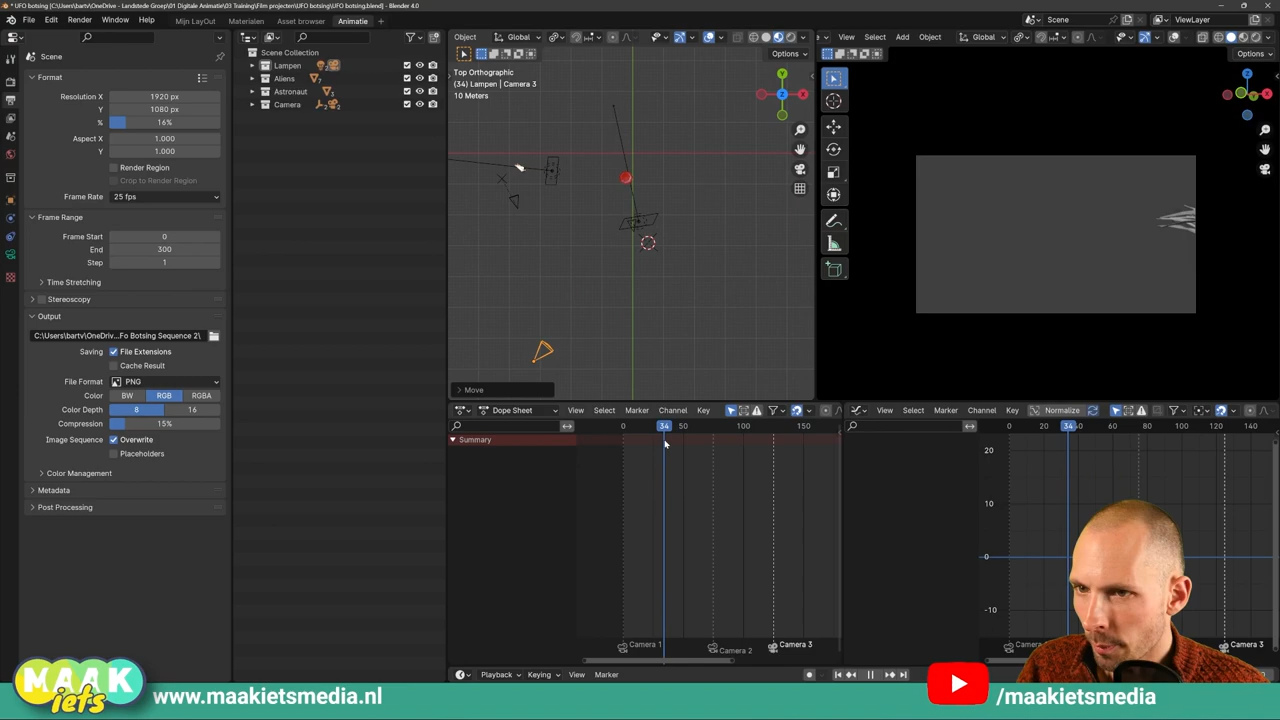 * UFO botsing [C:\Users\bartv\OneDrive - Landstede Groep\01 Digitale Animatie\03 Training\Film projecten\UFO botsing\UFO botsing.blend] - Blender 4.0
File Edit Render Window Help Mijn LayOut Materialen Asset browser Animatie + Scene ViewLayer
Scene
Format
Resolution X 1920 px
Y 1080 px
% 16%
Aspect X 1.000
Y 1.000
Render Region
Crop to Render Region
Frame Rate 25 fps
Frame Range
Frame Start 0
End 300
Step 1
Time Stretching
Stereoscopy
Output
C:\Users\bartv\OneDriv...Fo Botsing Sequence 2\
Saving File Extensions
Cache Result
File Format PNG
Color BW RGB RGBA
Color Depth 8 16
Compression 15%
Image Sequence Overwrite
Placeholders
Color Management
Metadata
Post Processing
Scene Collection
Lampen
Aliens
Astronaut
Camera
Object Global
Options
Top Orthographic
(34) Lampen | Camera 3
10 Meters
Move
View Select Add Object Global
Options
Dope Sheet View Select Marker Channel Key
0 34 50 100 150
Summary
Camera 1 Camera 2 Camera 3
Playback Keying View Marker
View Select Marker Channel Key Normalize
0 20 34 60 80 100 120 140
20
10
0
-10
Camera 3
MAAK
iets
www.maakietsmedia.nl
/maakietsmedia